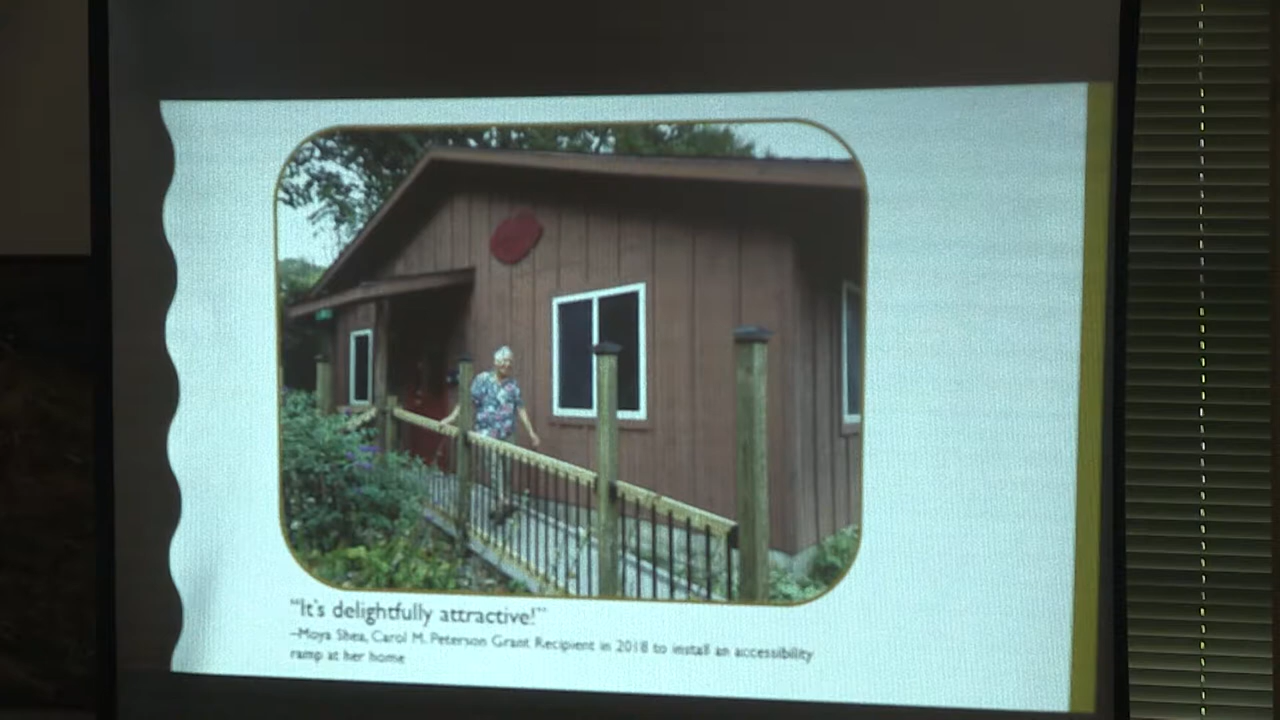 “It's delightfully attractive!”
–Moya Shea, Carol M. Peterson Grant Recipient in 2018 to install an accessibility
ramp at her home